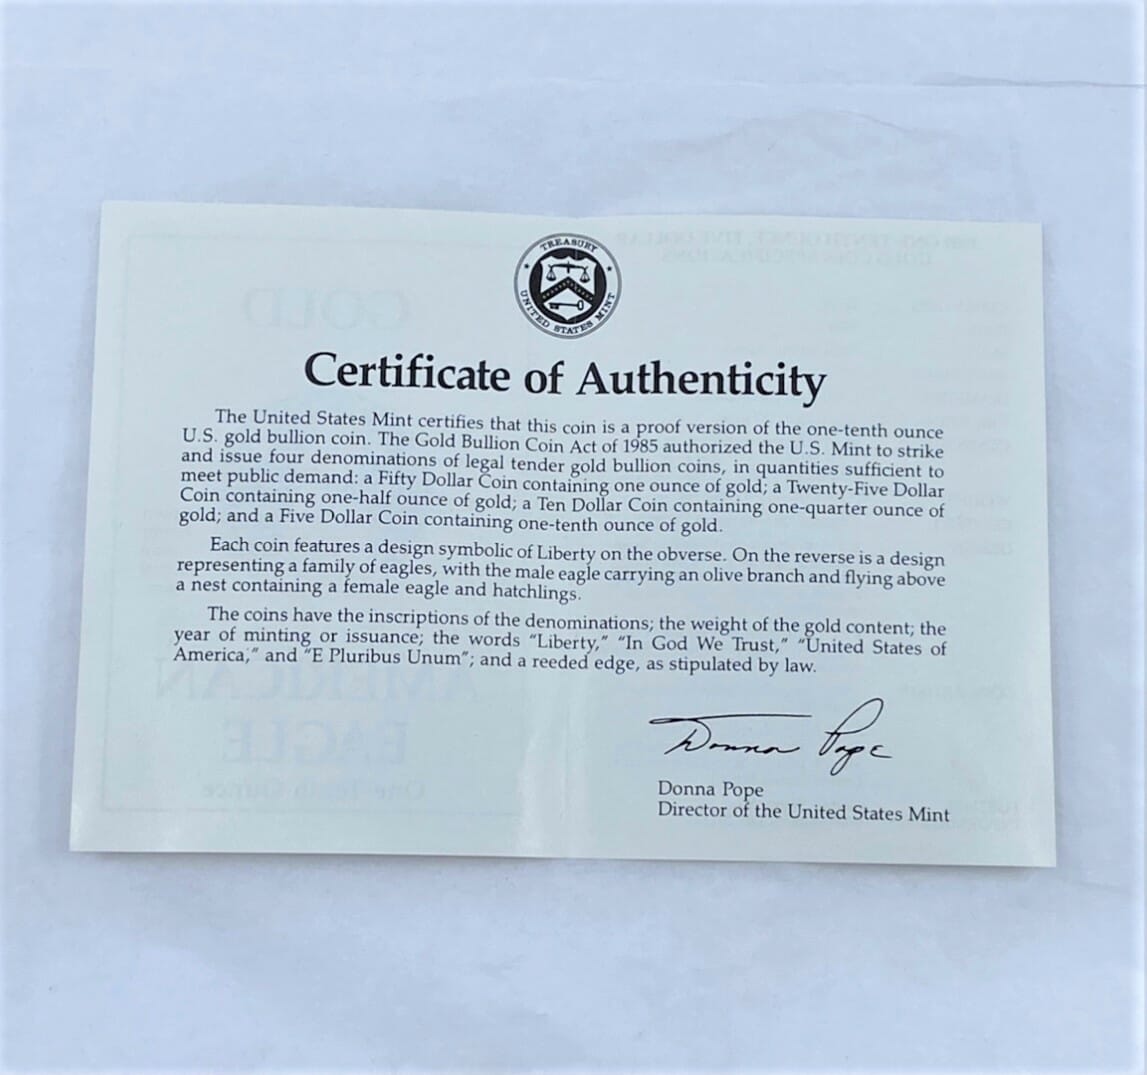 TREASURY
UNITED STATES MINT
Certificate of Authenticity
The United States Mint certifies that this coin is a proof version of the one-tenth ounce
U.S. gold bullion coin. The Gold Bullion Coin Act of 1985 authorized the U.S. Mint to strike
and issue four denominations of legal tender gold bullion coins, in quantities sufficient to
meet public demand: a Fifty Dollar Coin containing one ounce of gold; a Twenty-Five Dollar
Coin containing one-half ounce of gold; a Ten Dollar Coin containing one-quarter ounce of
gold; and a Five Dollar Coin containing one-tenth ounce of gold.
Each coin features a design symbolic of Liberty on the obverse. On the reverse is a design
representing a family of eagles, with the male eagle carrying an olive branch and flying above
a nest containing a female eagle and hatchlings.
The coins have the inscriptions of the denominations; the weight of the gold content; the
year of minting or issuance; the words “Liberty,” “In God We Trust,” “United States of
America,” and “E Pluribus Unum”; and a reeded edge, as stipulated by law.
Donna Pope
Donna Pope
Director of the United States Mint
GOLD
AMERICAN
EAGLE
One-Tenth Ounce